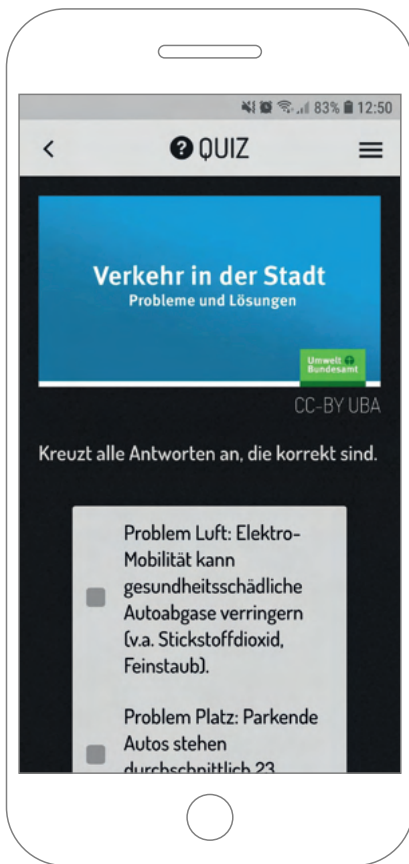 83% 12:50
? QUIZ
Verkehr in der Stadt
Probleme und Lösungen
Umwelt
Bundesamt
CC-BY UBA
Kreuzt alle Antworten an, die korrekt sind.
Problem Luft: Elektro-
Mobilität kann
gesundheitsschädliche
Autoabgase verringern
(v.a. Stickstoffdioxid,
Feinstaub).
Problem Platz: Parkende
Autos stehen
durchschnittlich 23